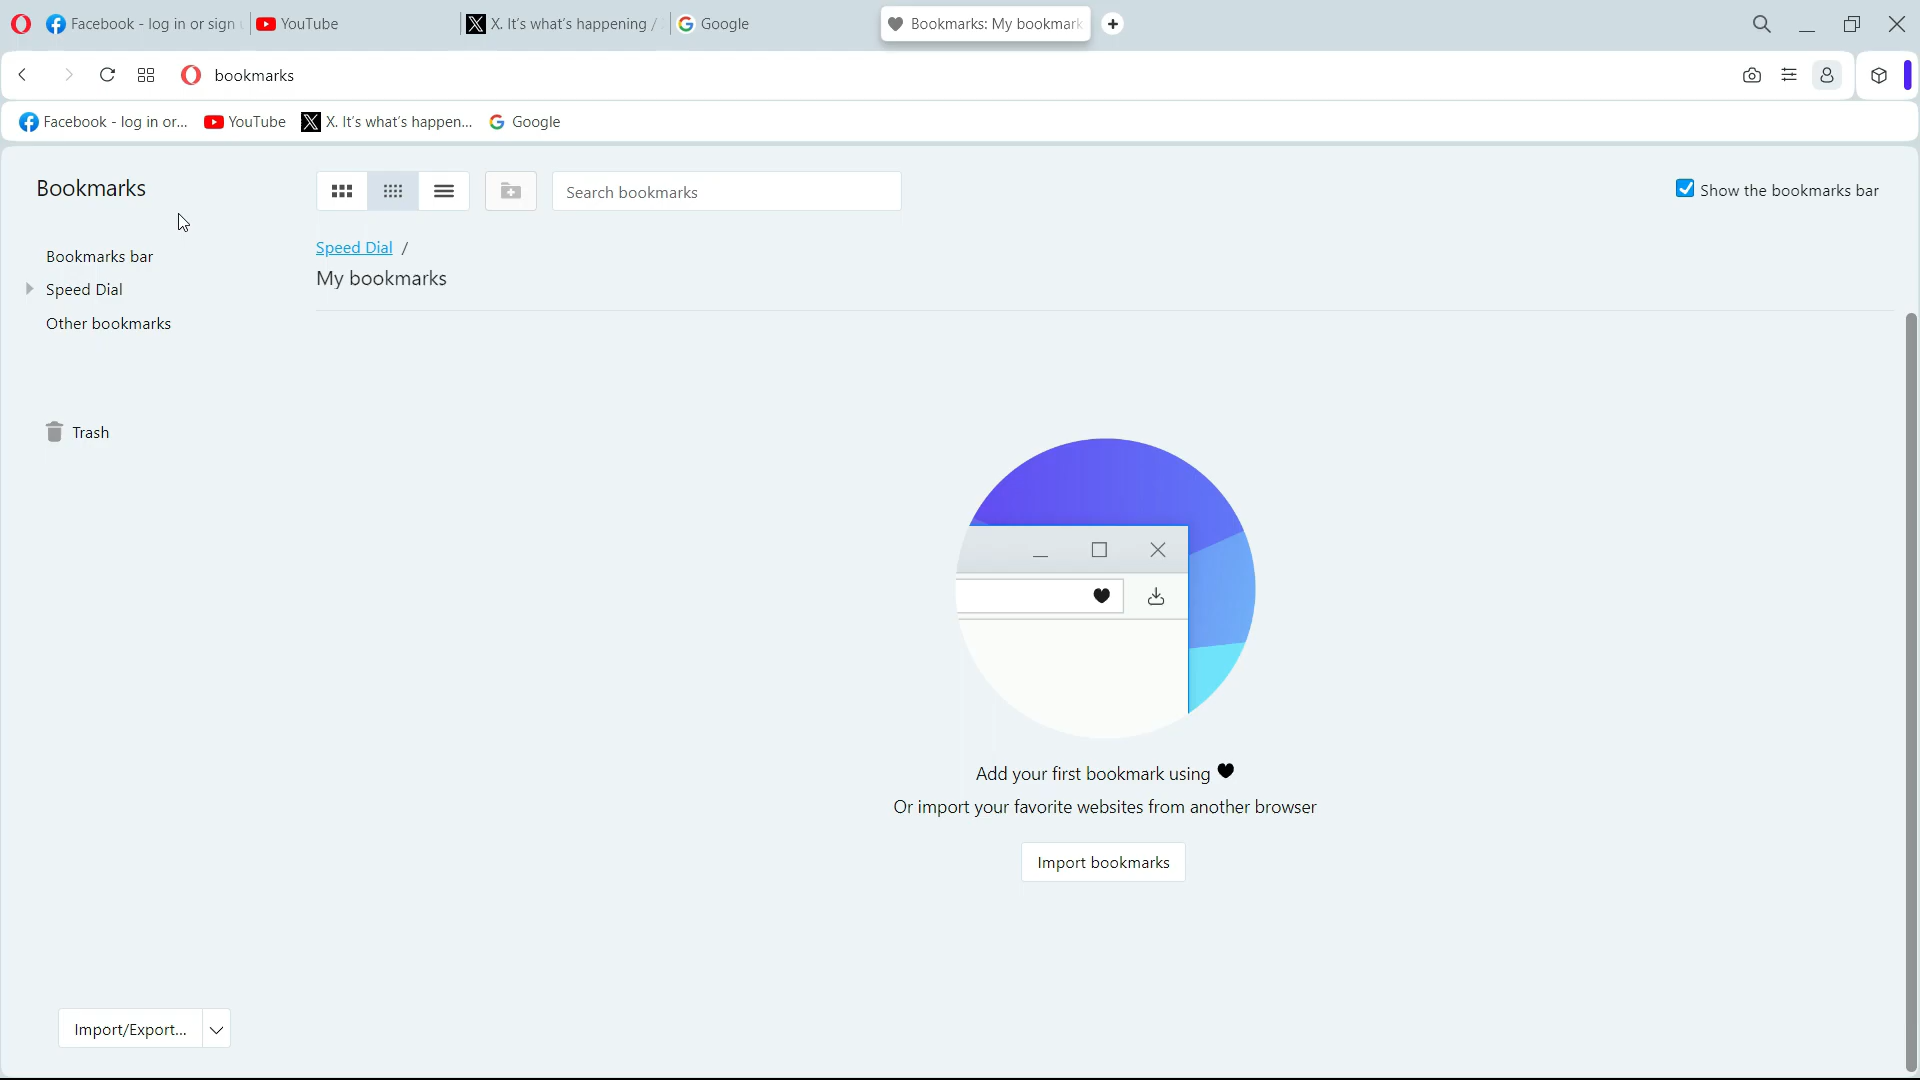 Facebook - log in or sign
YouTube
X. It's what's happening /
Google
Bookmarks: My bookmark
bookmarks
Facebook - log in or...
YouTube
X. It's what's happen...
Google
Bookmarks
Search bookmarks
Show the bookmarks bar
Bookmarks bar
Speed Dial
Other bookmarks
Trash
Speed Dial /
My bookmarks
Add your first bookmark using
Or import your favorite websites from another browser
Import bookmarks
Import/Export...